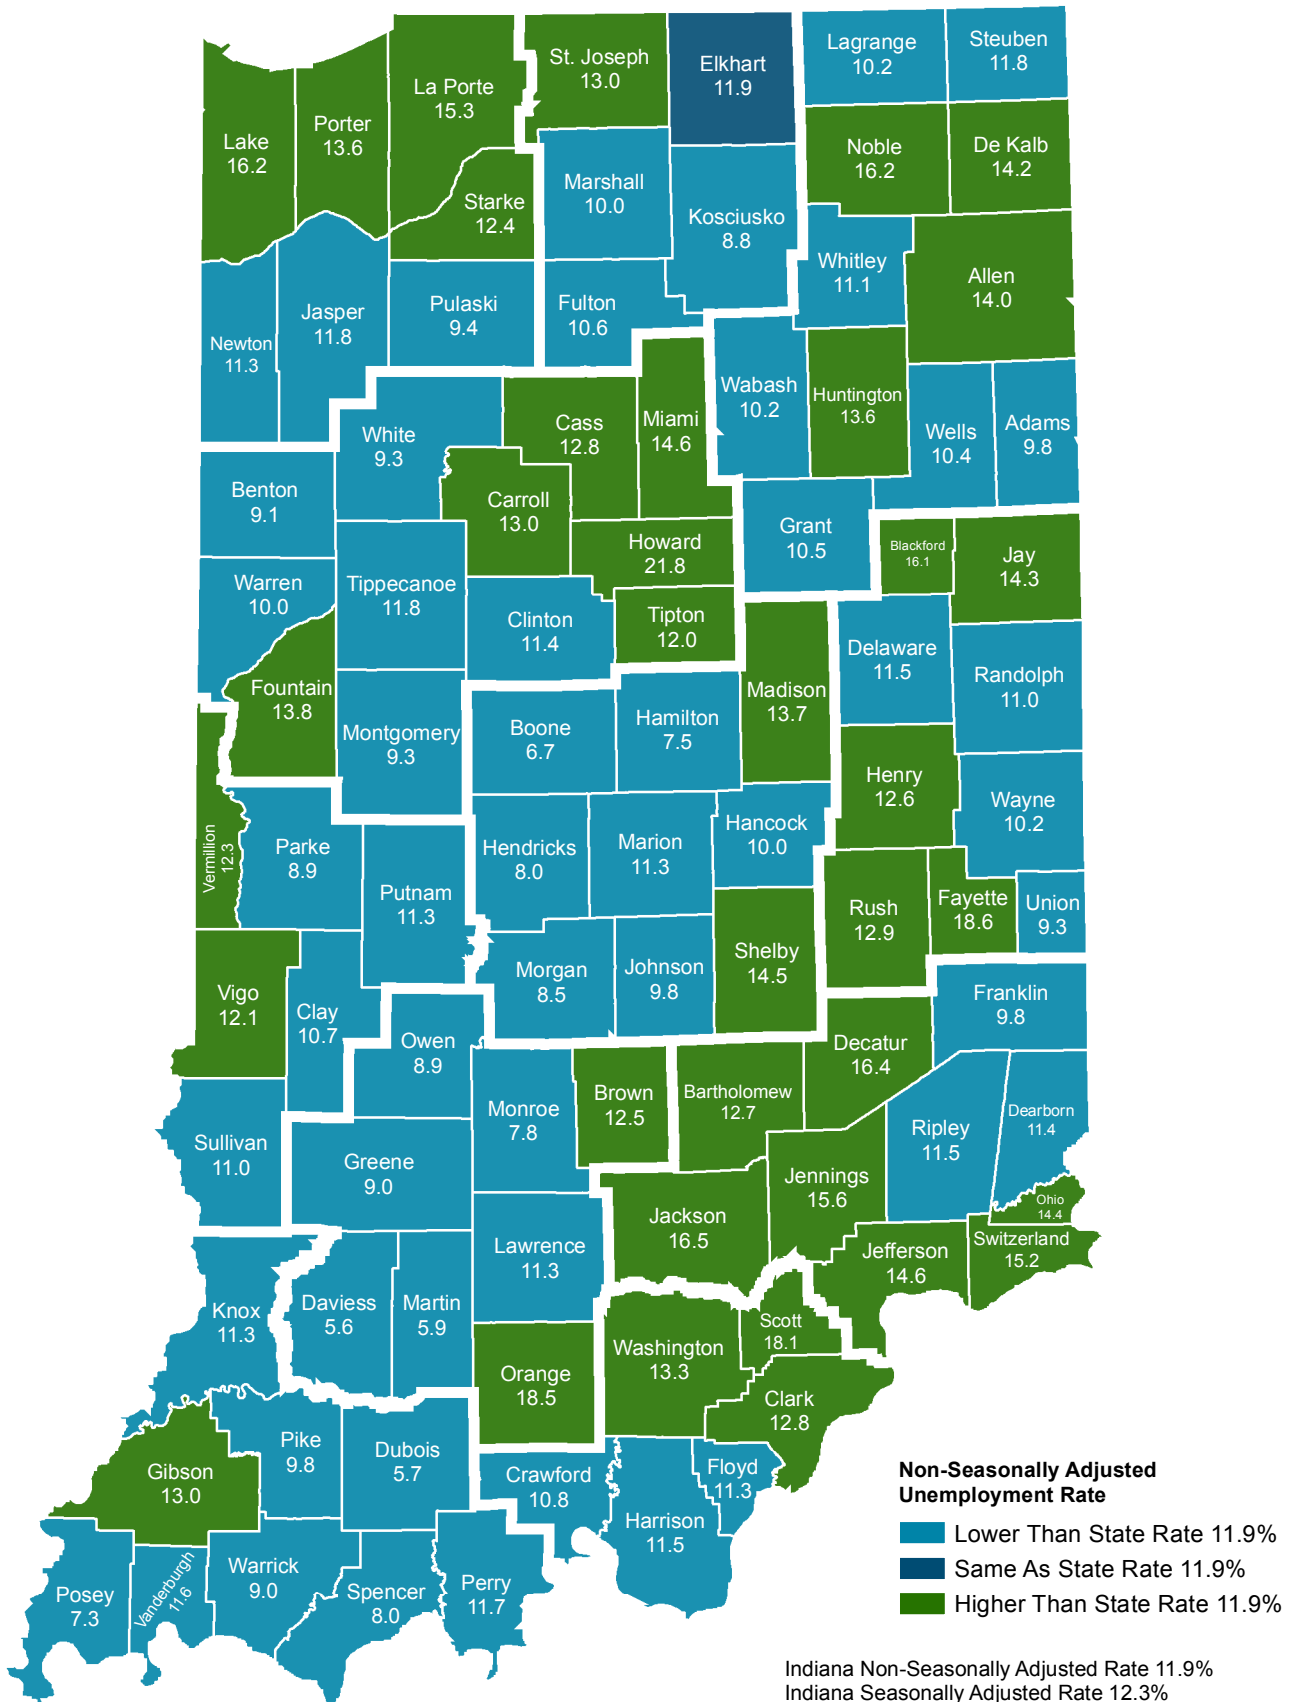 Lagrange
10.2
Steuben
11.8
St. Joseph
13.0
Elkhart
11.9
La Porte
15.3
Porter
13.6
Lake
16.2
Noble
16.2
De Kalb
14.2
Marshall
10.0
Starke
12.4
Kosciusko
8.8
Whitley
11.1
Allen
14.0
Jasper
11.8
Pulaski
9.4
Fulton
10.6
Newton
11.3
Wabash
10.2
Huntington
13.6
Wells
10.4
Adams
9.8
White
9.3
Cass
12.8
Miami
14.6
Benton
9.1
Carroll
13.0
Grant
10.5
Howard
21.8
Blackford
16.1
Jay
14.3
Warren
10.0
Tippecanoe
11.8
Clinton
11.4
Tipton
12.0
Delaware
11.5
Randolph
11.0
Fountain
13.8
Madison
13.7
Montgomery
9.3
Boone
6.7
Hamilton
7.5
Henry
12.6
Wayne
10.2
Vermillion
12.3
Parke
8.9
Putnam
11.3
Hendricks
8.0
Marion
11.3
Hancock
10.0
Rush
12.9
Fayette
18.6
Union
9.3
Vigo
12.1
Clay
10.7
Morgan
8.5
Johnson
9.8
Shelby
14.5
Franklin
9.8
Owen
8.9
Decatur
16.4
Monroe
7.8
Brown
12.5
Bartholomew
12.7
Dearborn
11.4
Ripley
11.5
Sullivan
11.0
Greene
9.0
Jennings
15.6
Ohio
14.4
Jackson
16.5
Lawrence
11.3
Jefferson
14.6
Switzerland
15.2
Knox
11.3
Daviess
5.6
Martin
5.9
Scott
18.1
Washington
13.3
Orange
18.5
Clark
12.8
Pike
9.8
Dubois
5.7
Gibson
13.0
Crawford
10.8
Floyd
11.3
Harrison
11.5
Posey
7.3
Vanderburgh
11.6
Warrick
9.0
Spencer
8.0
Perry
11.7
Non-Seasonally Adjusted
Unemployment Rate
Lower Than State Rate 11.9%
Same As State Rate 11.9%
Higher Than State Rate 11.9%
Indiana Non-Seasonally Adjusted Rate 11.9%
Indiana Seasonally Adjusted Rate 12.3%